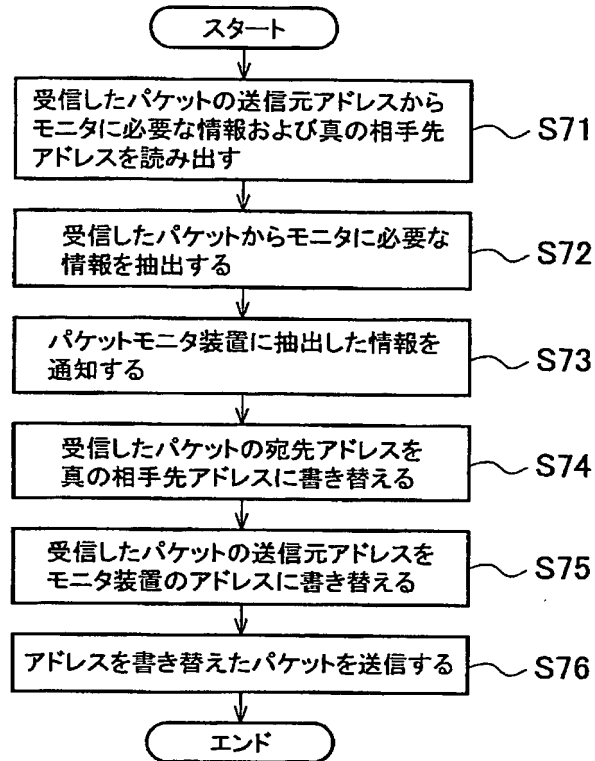 スタート
受信したパケットの送信元アドレスから
モニタに必要な情報および真の相手先
アドレスを読み出す
S71
受信したパケットからモニタに必要な
情報を抽出する
S72
パケットモニタ装置に抽出した情報を
通知する
S73
受信したパケットの宛先アドレスを
真の相手先アドレスに書き替える
S74
受信したパケットの送信元アドレスを
モニタ装置のアドレスに書き替える
S75
アドレスを書き替えたパケットを送信する
S76
エンド